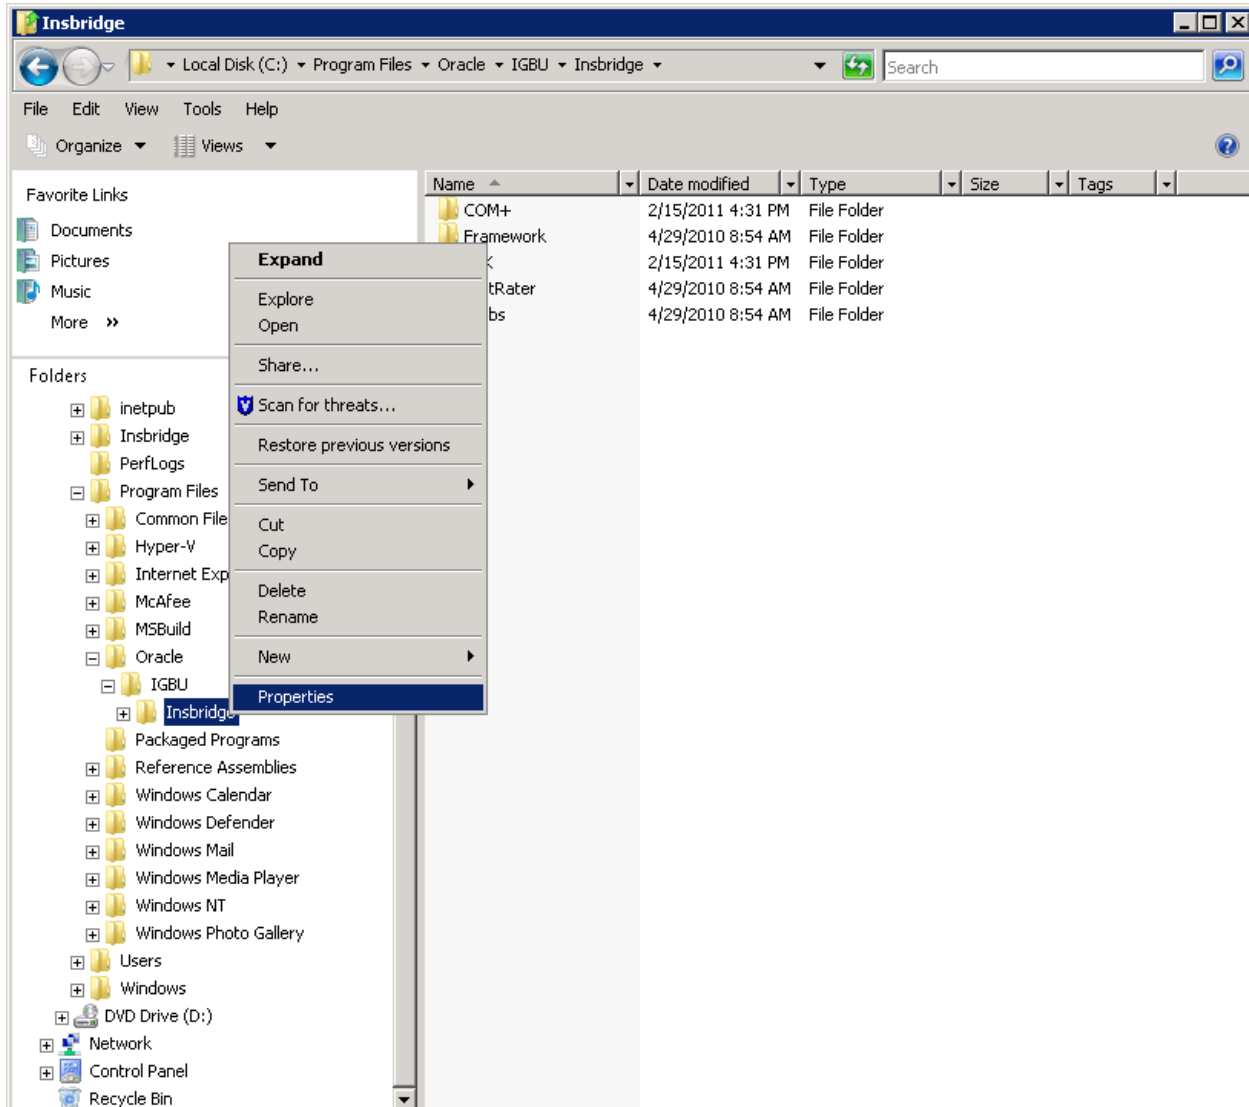 Insbridge
Local Disk (C:) Program Files Oracle IGBU Insbridge Search
File Edit View Tools Help
Organize Views
Favorite Links
Documents
Pictures
Music
More »
Folders
inetpub
Insbridge
PerfLogs
Program Files
Common File
Hyper-V
Internet Exp
McAfee
MSBuild
Oracle
IGBU
Insbridge
Packaged Programs
Reference Assemblies
Windows Calendar
Windows Defender
Windows Mail
Windows Media Player
Windows NT
Windows Photo Gallery
Users
Windows
DVD Drive (D:)
Network
Control Panel
Recycle Bin
Expand
Explore
Open
Share...
Scan for threats...
Restore previous versions
Send To
Cut
Copy
Delete
Rename
New
Properties
Name Date modified Type Size Tags
COM+ 2/15/2011 4:31 PM File Folder
Framework 4/29/2010 8:54 AM File Folder
2/15/2011 4:31 PM File Folder
tRater 4/29/2010 8:54 AM File Folder
bs 4/29/2010 8:54 AM File Folder